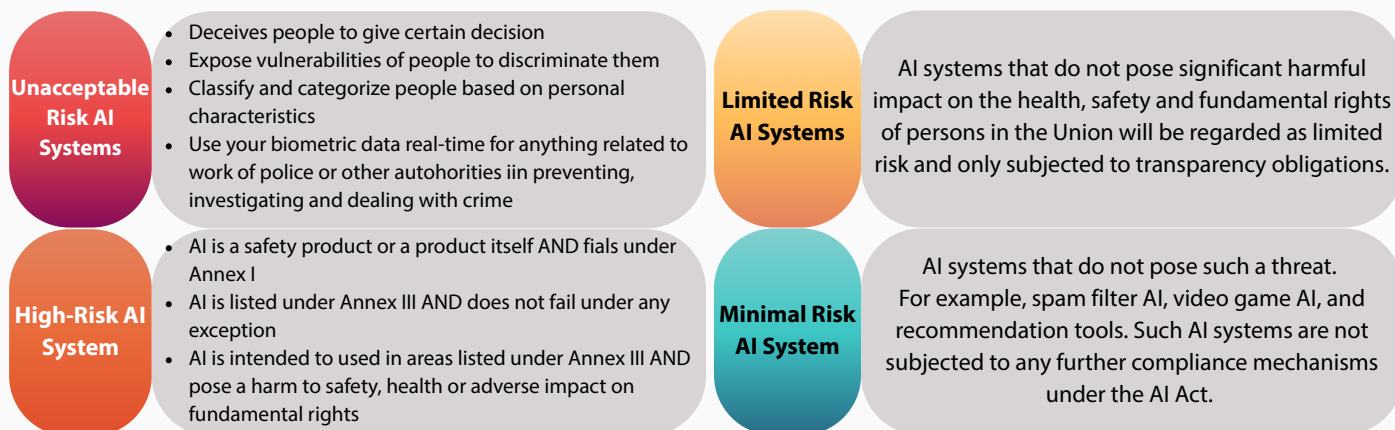 Unacceptable
Risk AI
Systems
• Deceives people to give certain decision
• Expose vulnerabilities of people to discriminate them
• Classify and categorize people based on personal
characteristics
• Use your biometric data real-time for anything related to
work of police or other autohorities iin preventing,
investigating and dealing with crime
Limited Risk
AI Systems
AI systems that do not pose significant harmful
impact on the health, safety and fundamental rights
of persons in the Union will be regarded as limited
risk and only subjected to transparency obligations.
High-Risk AI
System
• AI is a safety product or a product itself AND fials under
Annex I
• AI is listed under Annex III AND does not fail under any
exception
• AI is intended to used in areas listed under Annex III AND
pose a harm to safety, health or adverse impact on
fundamental rights
Minimal Risk
AI System
AI systems that do not pose such a threat.
For example, spam filter AI, video game AI, and
recommendation tools. Such AI systems are not
subjected to any further compliance mechanisms
under the AI Act.